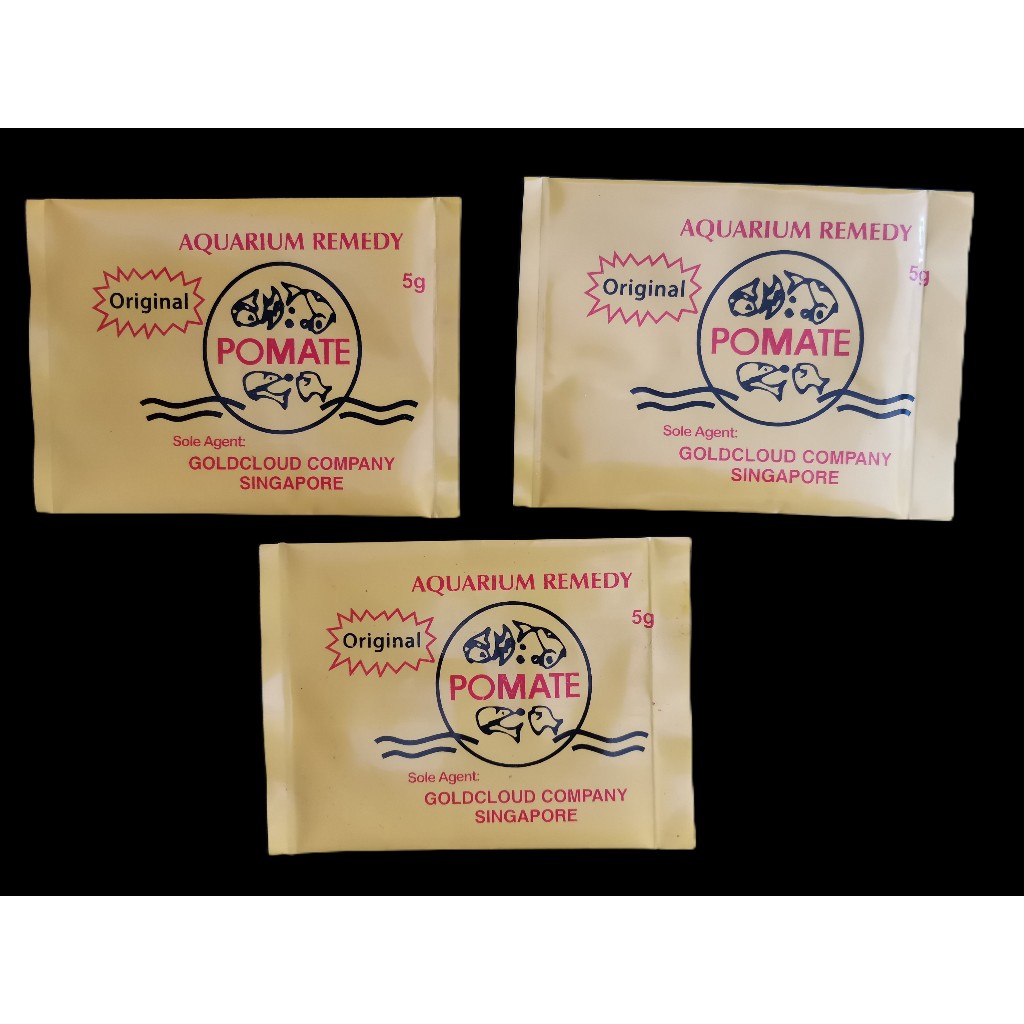 AQUARIUM REMEDY
5g
Original
POMATE
Sole Agent:
GOLDCLOUD COMPANY
SINGAPORE
AQUARIUM REMEDY
5g
Original
POMATE
Sole Agent:
GOLDCLOUD COMPANY
SINGAPORE
AQUARIUM REMEDY
5g
Original
POMATE
Sole Agent:
GOLDCLOUD COMPANY
SINGAPORE